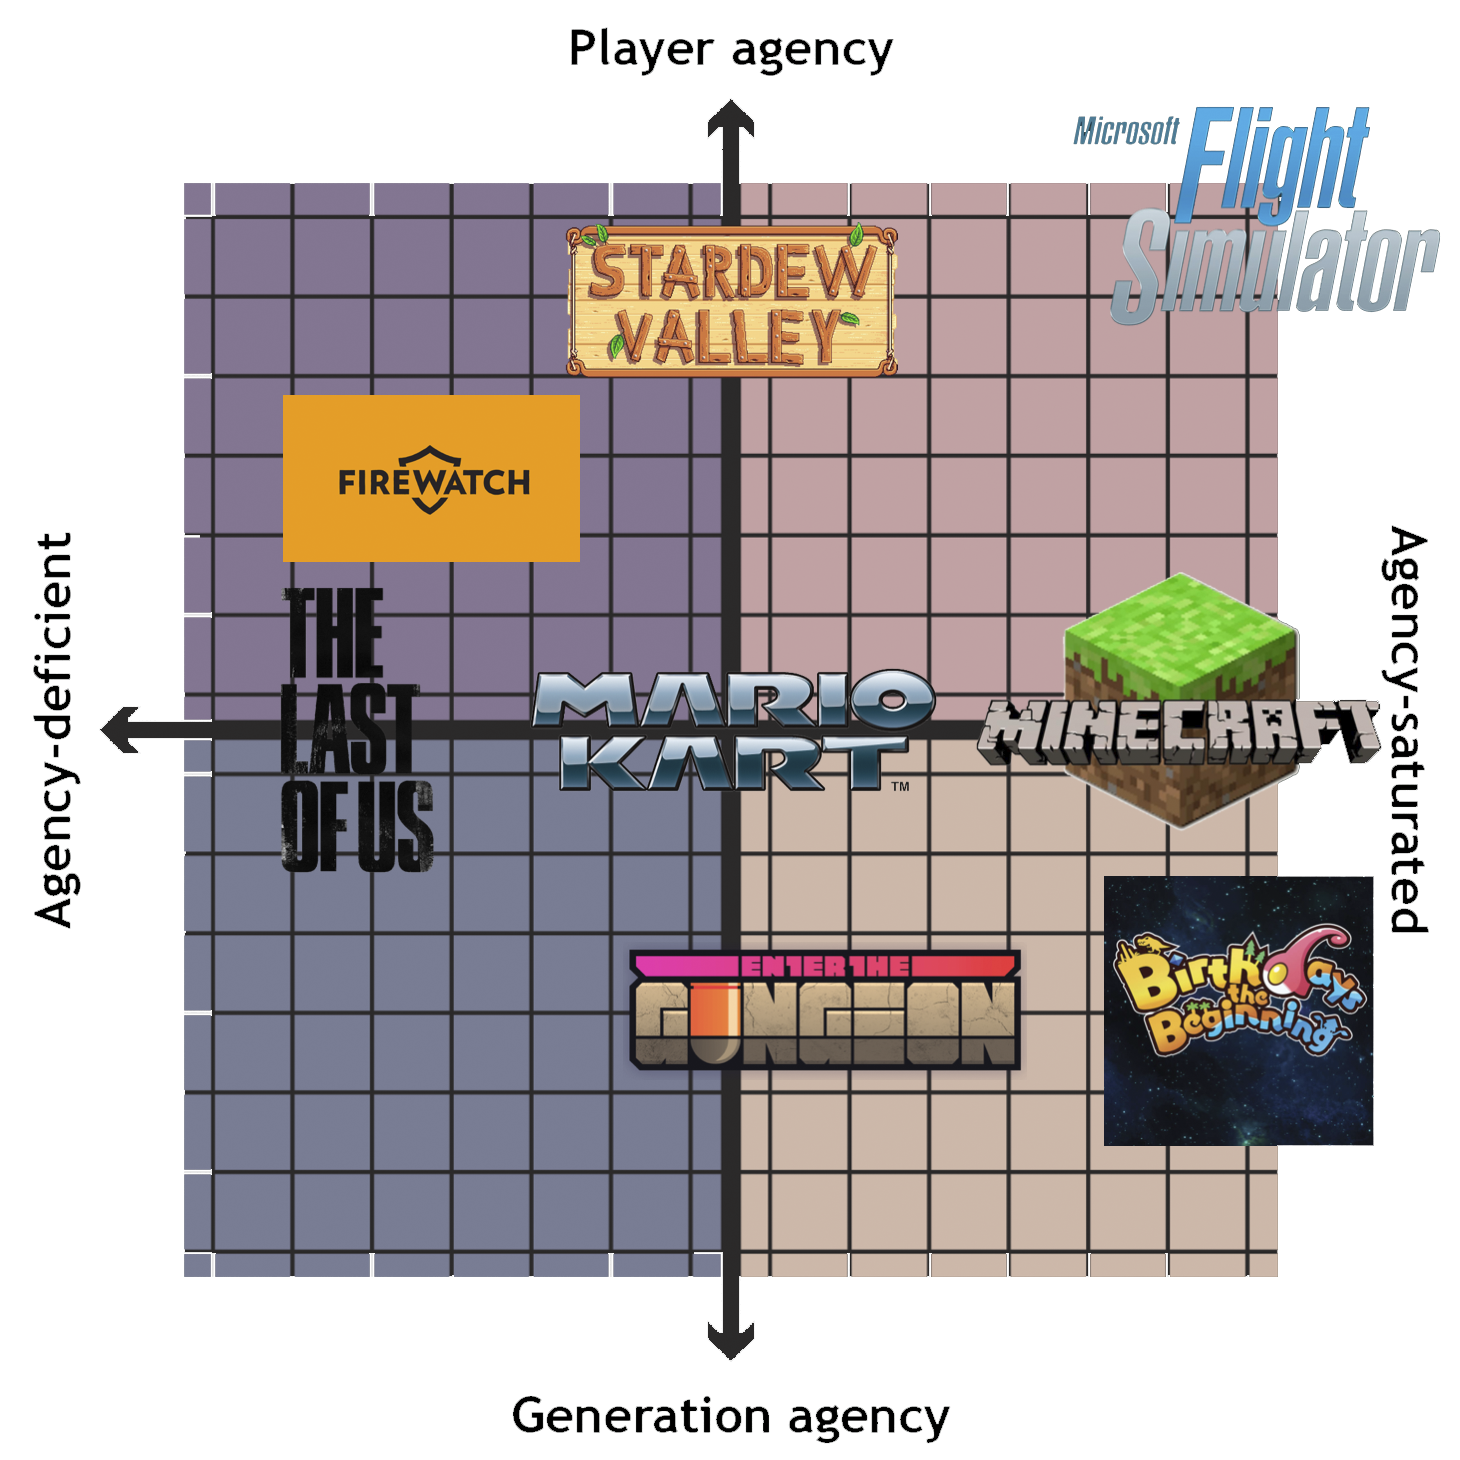 Player agency
Microsoft Flight
Simulator
STARDEW
VALLEY
FIREWATCH
Agency-deficient
Agency-saturated
THE
LAST
OF US
MARIO
KART
TM
MINECRAFT
ENTER THE
GUNGEON
Birthdays
the
Beginning
Generation agency